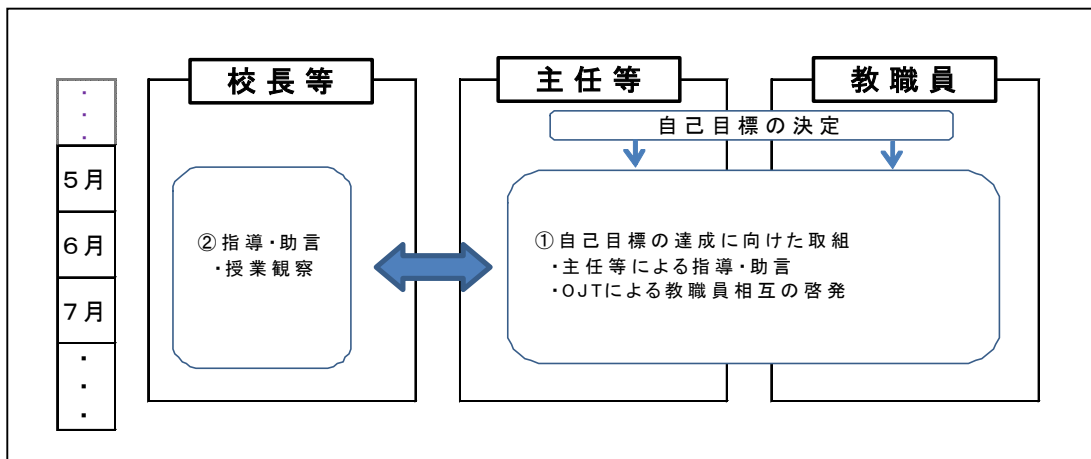 校長等
主任等
教職員
自己目標の決定
・
・
・
5月
6月
7月
・
・
・
②指導・助言
・授業観察
①自己目標の達成に向けた取組
・主任等による指導・助言
・OJTによる教職員相互の啓発